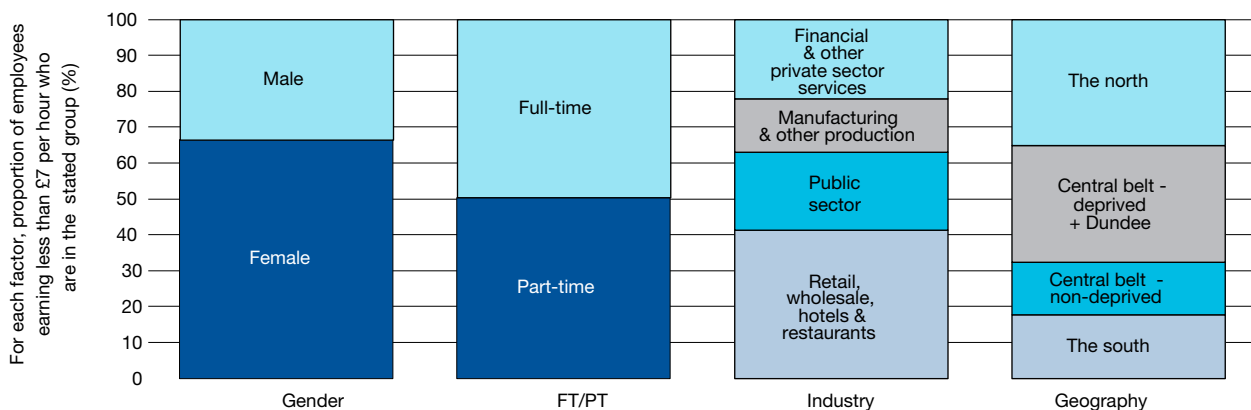 For each factor, proportion of employees
earning less than £7 per hour who
are in the stated group (%)
100
90
80
70
60
50
40
30
20
10
0
Male
Female
Gender
Full-time
Part-time
FT/PT
Financial
& other
private sector
services
Manufacturing
& other production
Public
sector
Retail,
wholesale,
hotels &
restaurants
Industry
The north
Central belt -
deprived
+ Dundee
Central belt -
non-deprived
The south
Geography